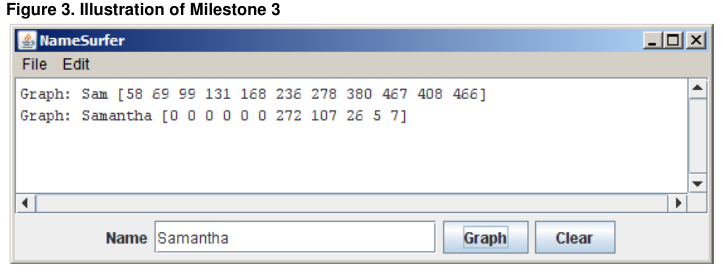 Figure 3. Illustration of Milestone 3
NameSurfer
File Edit
Graph: Sam [58 69 99 131 168 236 278 380 467 408 466]
Graph: Samantha [0 0 0 0 0 0 272 107 26 5 7]
Name Samantha Graph Clear